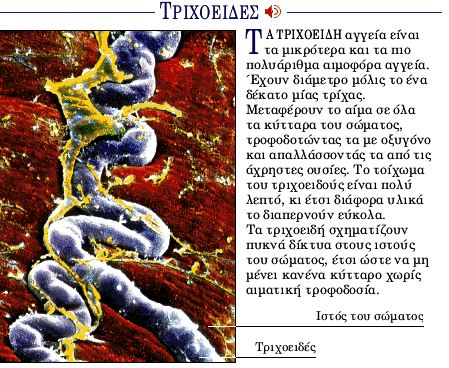 ΤΡΙΧΟΕΙΔΕΣ
ΤΑ ΤΡΙΧΟΕΙΔΗ αγγεία είναι
τα μικρότερα και τα πιο
πολυάριθμα αιμοφόρα αγγεία.
Έχουν διάμετρο μόλις το ένα
δέκατο μίας τρίχας.
Μεταφέρουν το αίμα σε όλα
τα κύτταρα του σώματος,
τροφοδοτώντας τα με οξυγόνο
και απαλλάσσοντάς τα από τις
άχρηστες ουσίες. Το τοίχωμα
του τριχοειδούς είναι πολύ
λεπτό, κι έτσι διάφορα υλικά
το διαπερνούν εύκολα.
Τα τριχοειδή σχηματίζουν
πυκνά δίκτυα στους ιστούς
του σώματος, έτσι ώστε να μη
μένει κανένα κύτταρο χωρίς
αιματική τροφοδοσία.
Ιστός του σώματος
Τριχοειδές